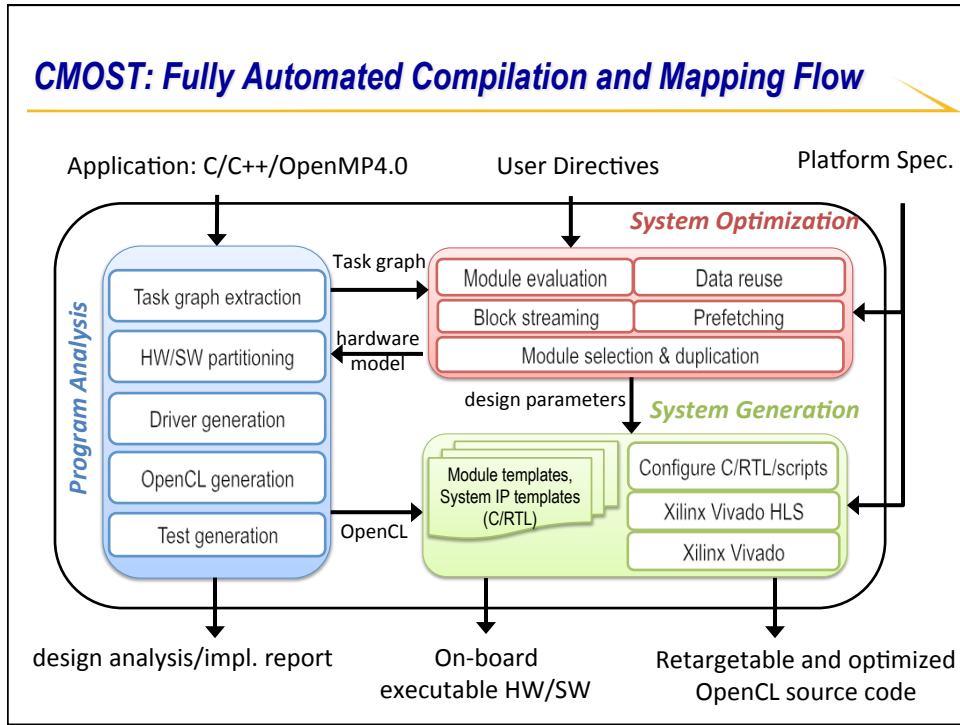 CMOST: Fully Automated Compilation and Mapping Flow
Application: C/C++/OpenMP4.0
User Directives
Platform Spec.
System Optimization
Program Analysis
Task graph extraction
HW/SW partitioning
Driver generation
OpenCL generation
Test generation
Task graph
hardware
model
OpenCL
Module evaluation
Data reuse
Block streaming
Prefetching
Module selection & duplication
design parameters
System Generation
Module templates,
System IP templates
(C/RTL)
Configure C/RTL/scripts
Xilinx Vivado HLS
Xilinx Vivado
design analysis/impl. report
On-board
executable HW/SW
Retargetable and optimized
OpenCL source code